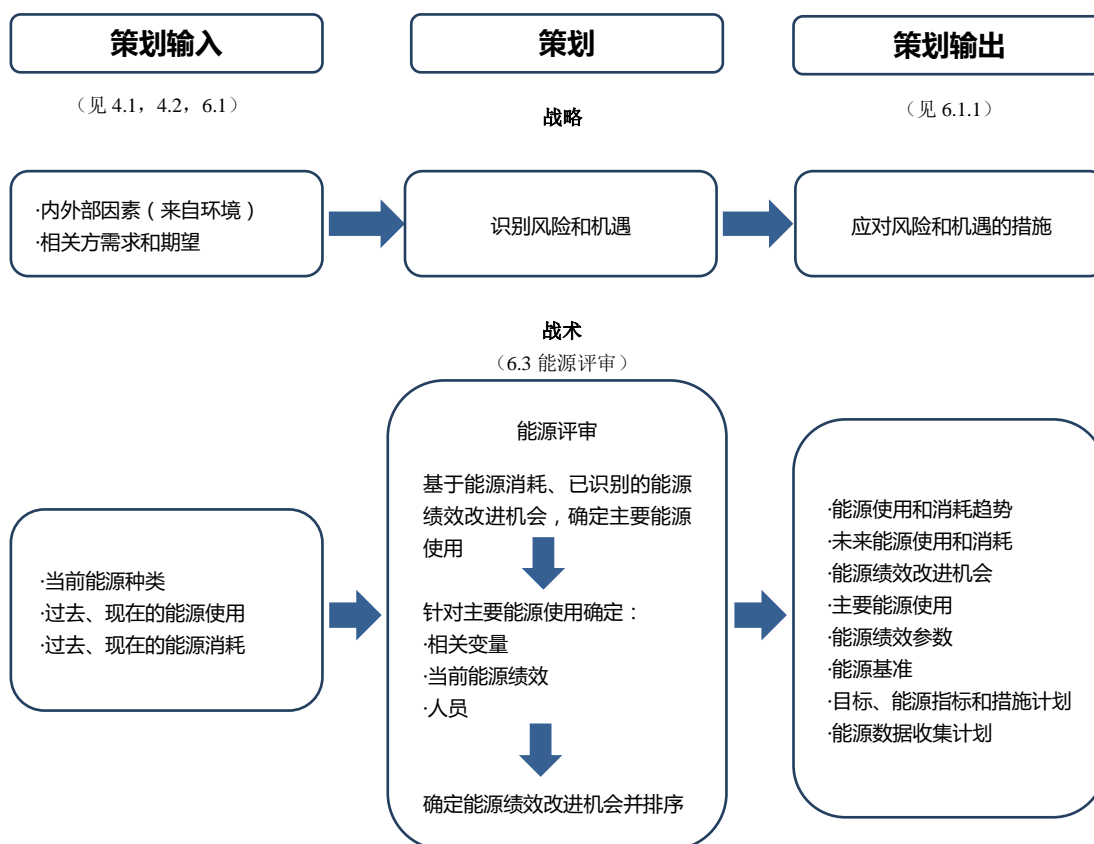 策划输入
策划
策划输出
（见 4.1，4.2，6.1）
战略
（见 6.1.1）
·内外部因素（来自环境）
·相关方需求和期望
识别风险和机遇
应对风险和机遇的措施
战术
（6.3 能源评审）
·当前能源种类
·过去、现在的能源使用
·过去、现在的能源消耗
能源评审
基于能源消耗、已识别的能源
绩效改进机会，确定主要能源
使用
针对主要能源使用确定：
·相关变量
·当前能源绩效
·人员
确定能源绩效改进机会并排序
·能源使用和消耗趋势
·未来能源使用和消耗
·能源绩效改进机会
·主要能源使用
·能源绩效参数
·能源基准
·目标、能源指标和措施计划
·能源数据收集计划